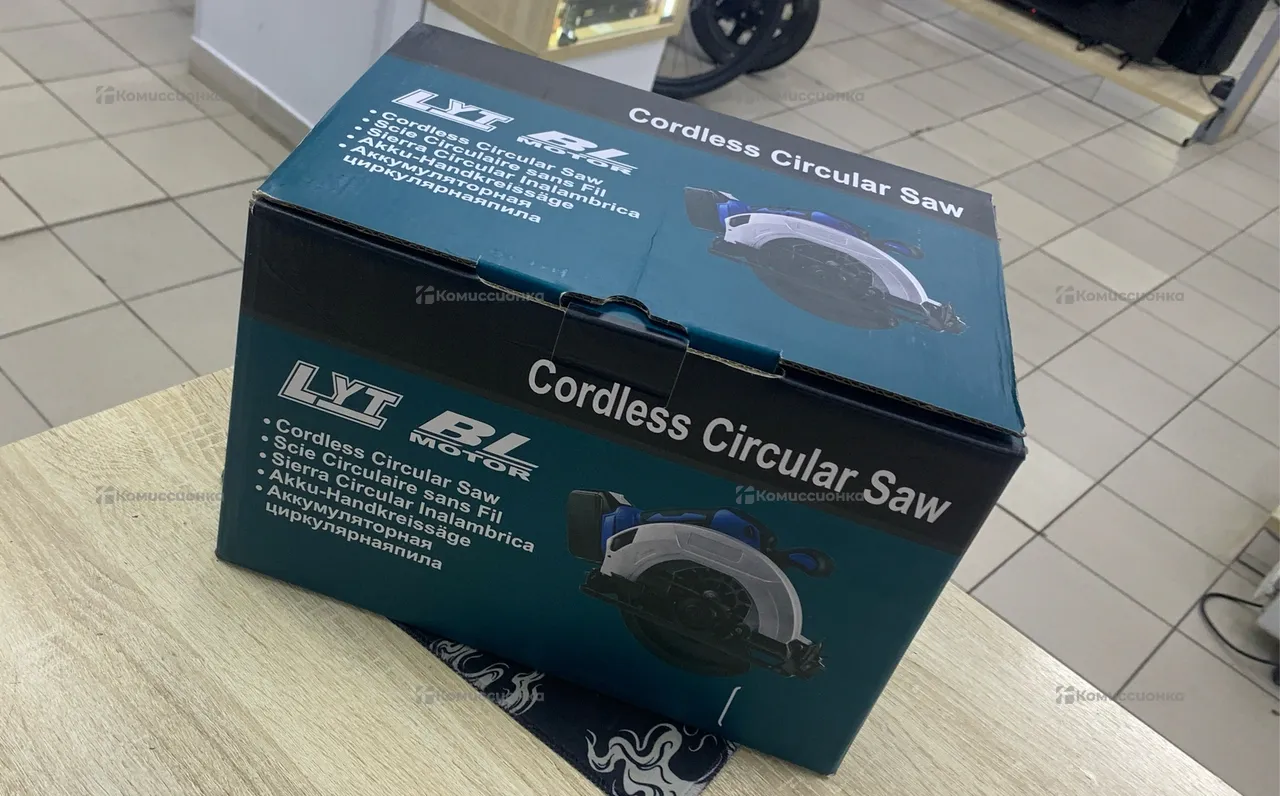 LYT
BL
MOTOR
Cordless Circular Saw
• Cordless Circular Saw
• Scie Circulaire sans Fil
• Sierra Circular Inalambrica
• Akku-Handkreissäge
• Аккумуляторная
циркулярнаяпила
LYT
BL
MOTOR
Cordless Circular Saw
• Cordless Circular Saw
• Scie Circulaire sans Fil
• Sierra Circular Inalambrica
• Akku-Handkreissäge
• Аккумуляторная
циркулярнаяпила
Комиссионка
Комиссионка
Комиссионка
Комиссионка
Комиссионка
Комиссионка
Комиссионка
Комиссионка